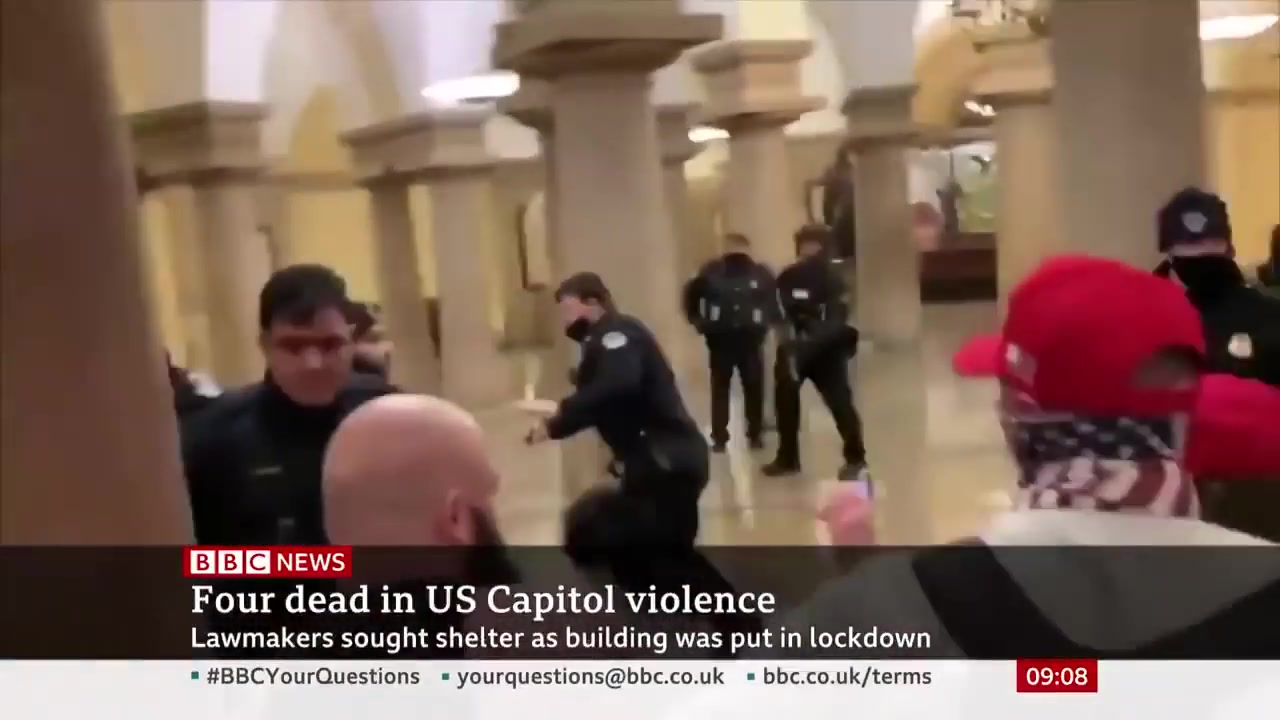 BBC NEWS
Four dead in US Capitol violence
Lawmakers sought shelter as building was put in lockdown
#BBCYourQuestions yourquestions@bbc.co.uk bbc.co.uk/terms 09:08